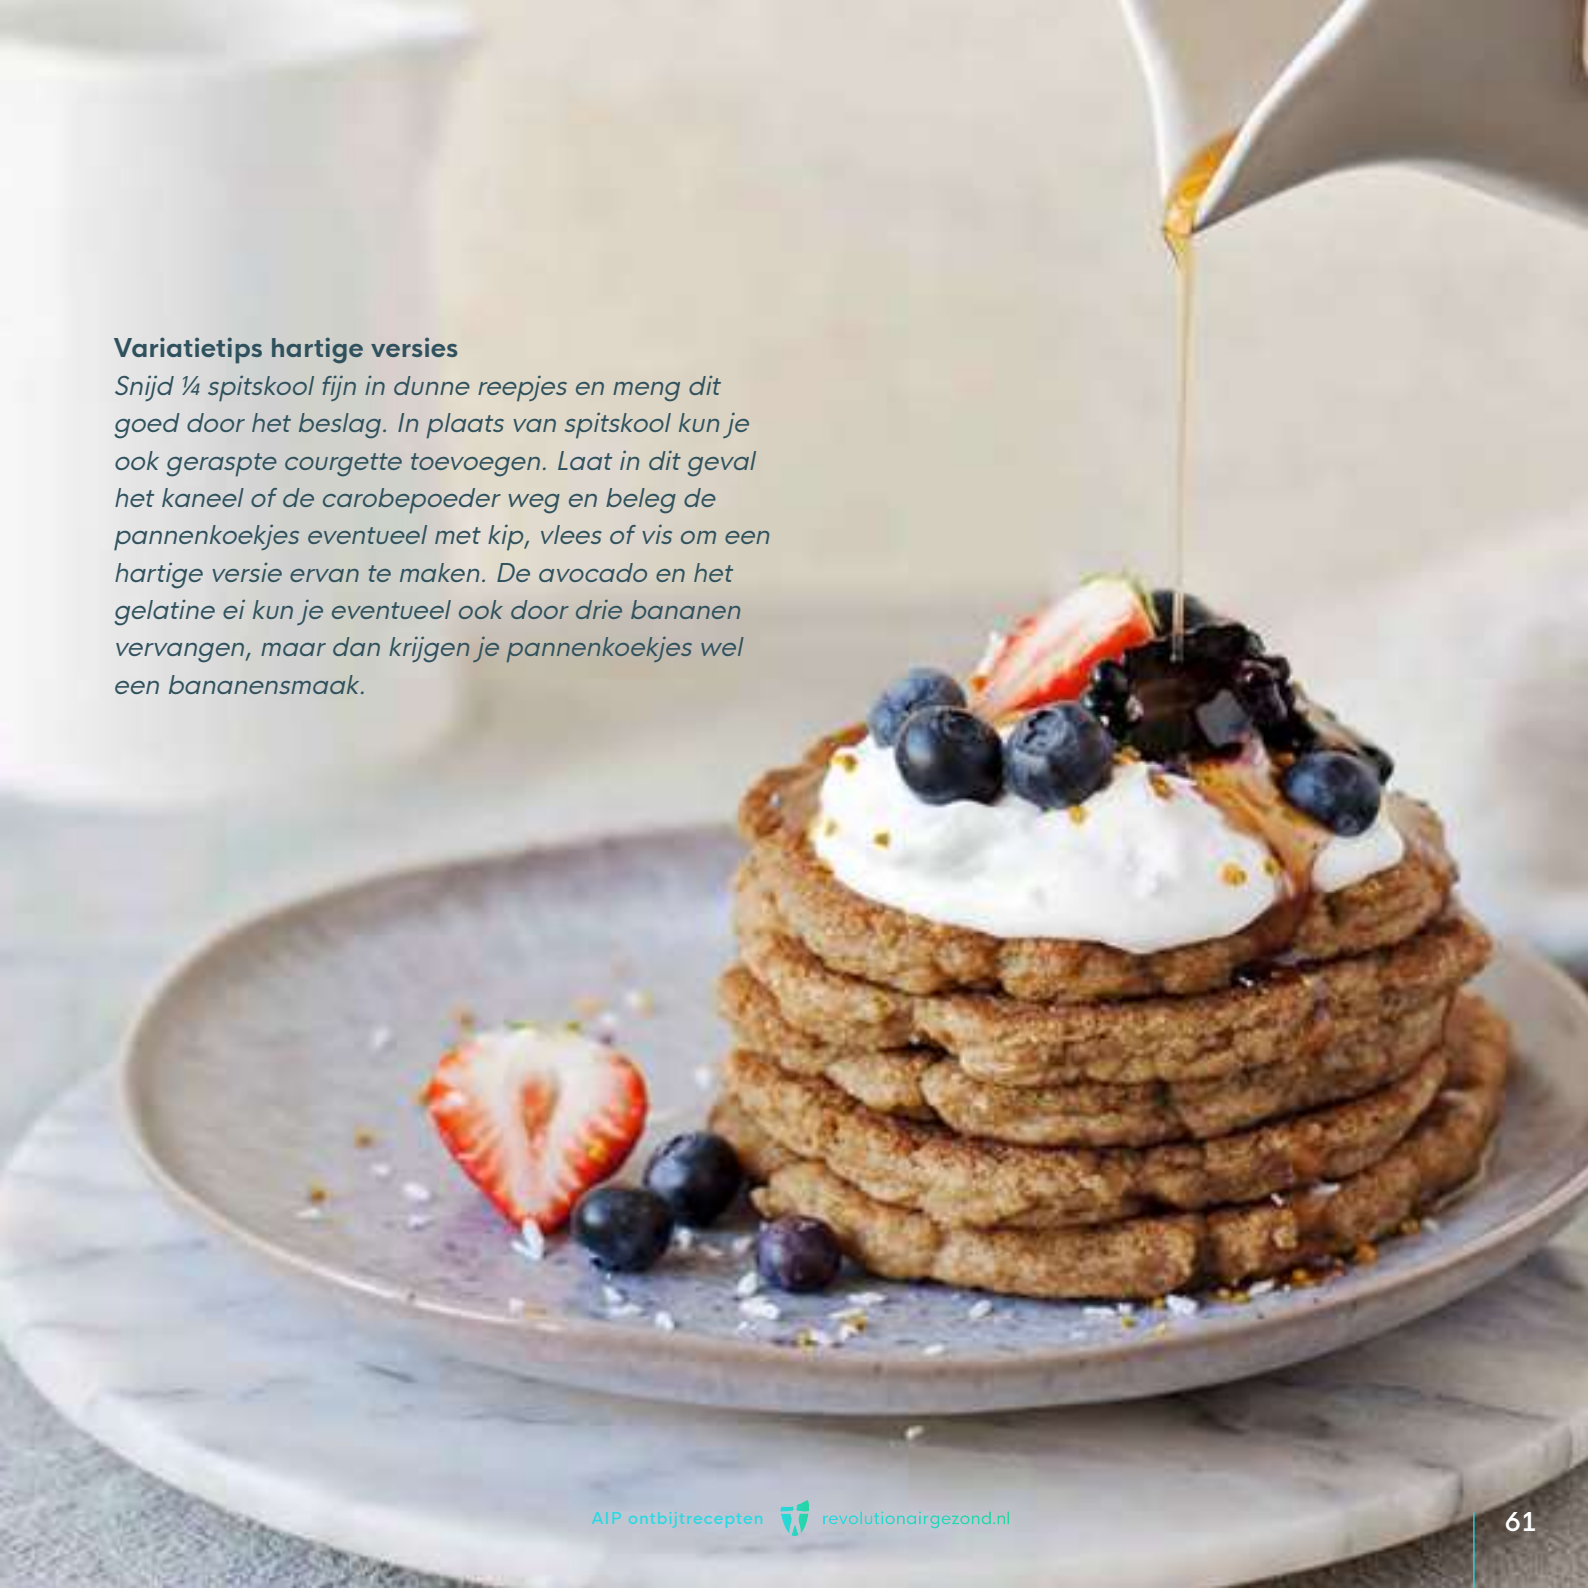 Variatietips hartige versies
Snijd ¼ spitskool fijn in dunne reepjes en meng dit
goed door het beslag. In plaats van spitskool kun je
ook geraspte courgette toevoegen. Laat in dit geval
het kaneel of de carobepoeder weg en beleg de
pannenkoekjes eventueel met kip, vlees of vis om een
hartige versie ervan te maken. De avocado en het
gelatine ei kun je eventueel ook door drie bananen
vervangen, maar dan krijgen je pannenkoekjes wel
een bananensmaak.
AIP ontbijtrecepten revolutionairgezond.nl
61